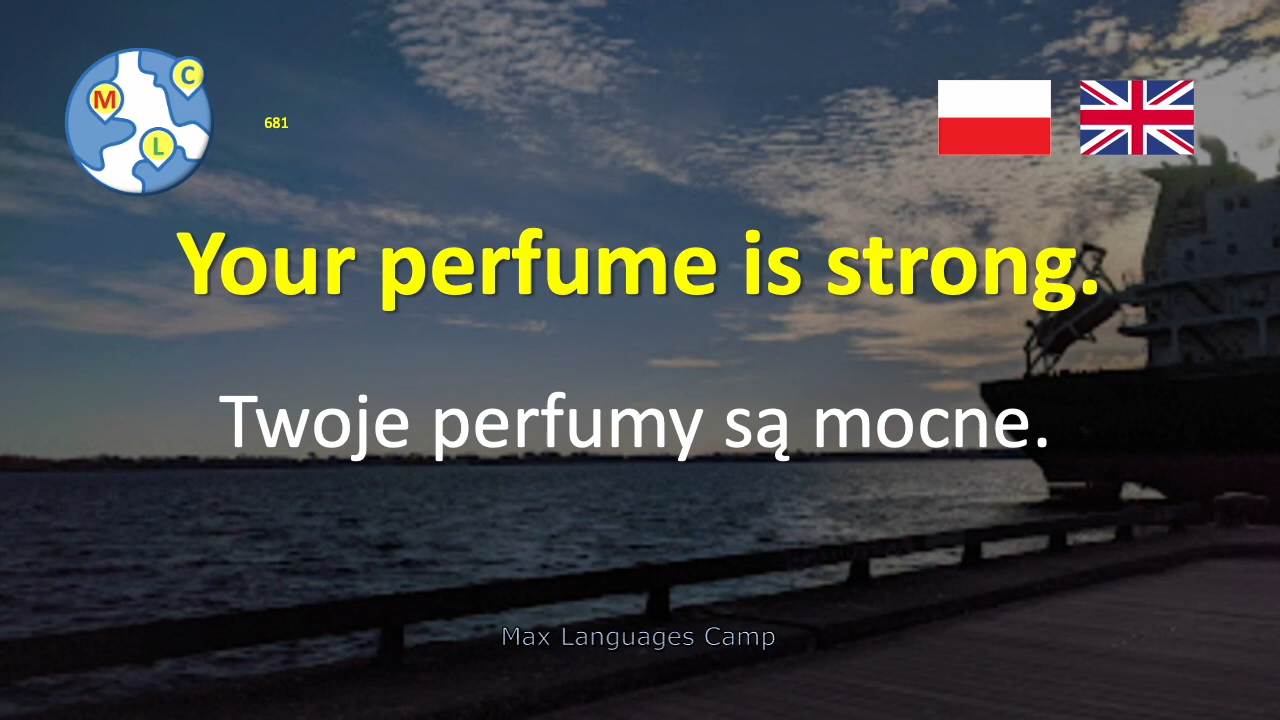 M
C
L
681
Your perfume is strong.
Twoje perfumy są mocne.
Max Languages Camp